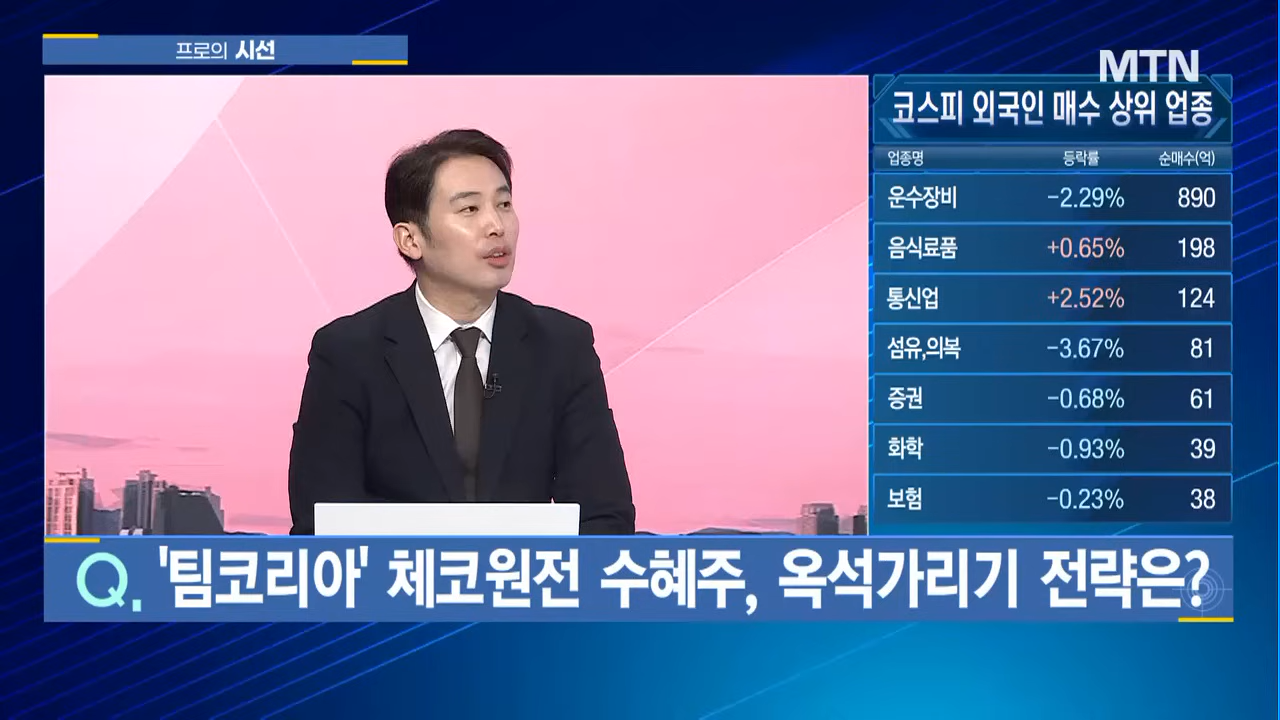 프로의 시선
MTN
코스피 외국인 매수 상위 업종
업종명 등락률 순매수(억)
운수장비 -2.29% 890
음식료품 +0.65% 198
통신업 +2.52% 124
섬유,의복 -3.67% 81
증권 -0.68% 61
화학 -0.93% 39
보험 -0.23% 38
Q. '팀코리아' 체코원전 수혜주, 옥석가리기 전략은?